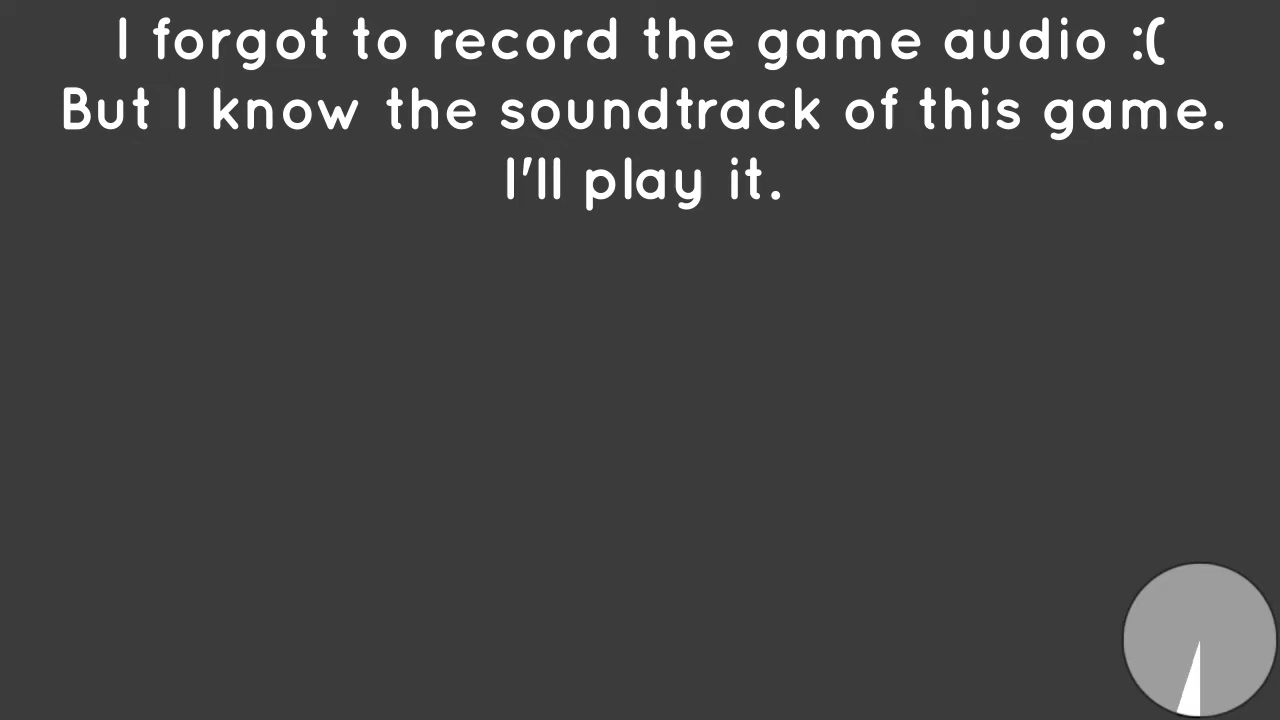 I forgot to record the game audio :(
But I know the soundtrack of this game.
I'll play it.